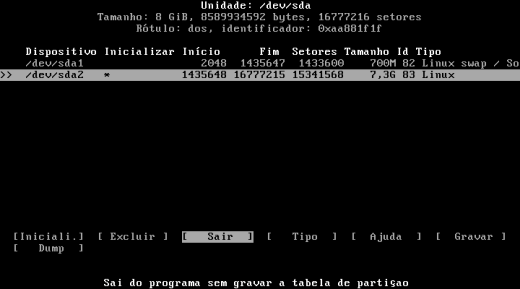 Unidade: /dev/sda
Tamanho: 8 GiB, 8589934592 bytes, 16777216 setores
Rótulo: dos, identificador: 0xaa881f1f
Dispositivo Inicializar Início Fim Setores Tamanho Id Tipo
/dev/sda1 2048 1435647 1433600 700M 82 Linux swap / So
>> /dev/sda2 * 1435648 16777215 15341568 7,3G 83 Linux
[Iniciali.] [ Excluir ] [ Sair ] [ Tipo ] [ Ajuda ] [ Gravar ]
[ Dump ]
Sai do programa sem gravar a tabela de partiçao